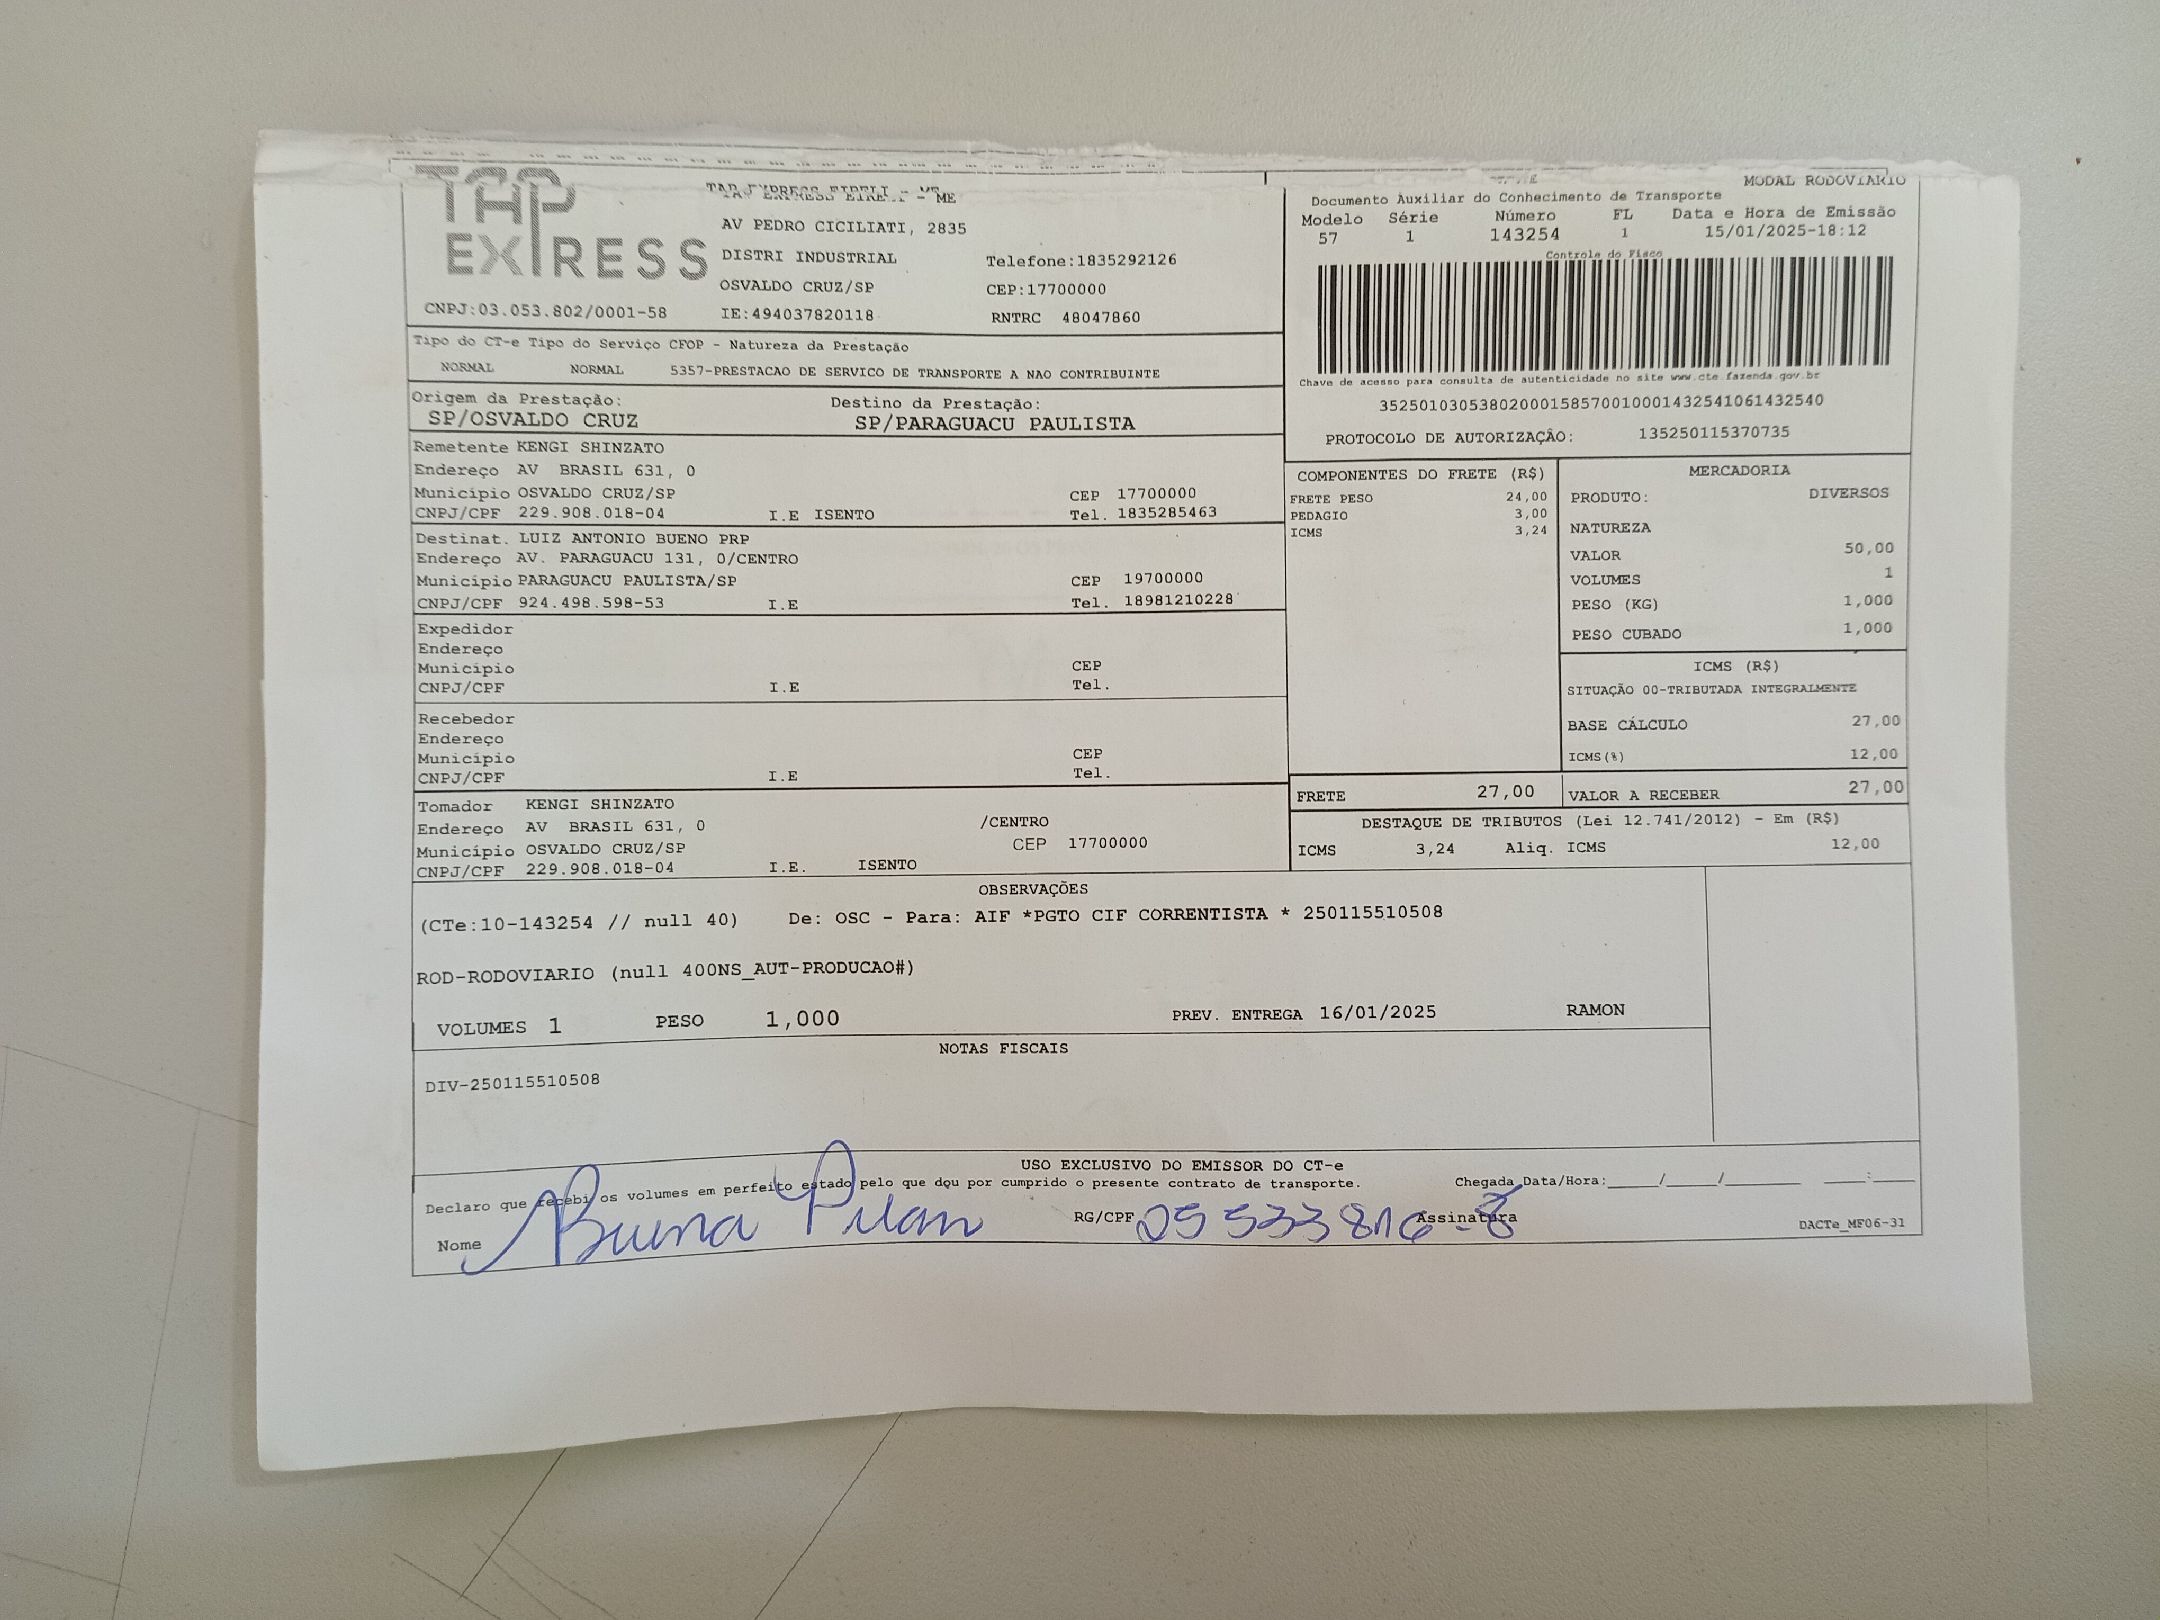 TAP
EXPRESS
TAP EXPRESS EIRELI - ME
AV PEDRO CICILIATI, 2835
DISTRI INDUSTRIAL Telefone:1835292126
OSVALDO CRUZ/SP CEP:17700000
CNPJ:03.053.802/0001-58 IE:494037820118 RNTRC 48047860
MODAL RODOVIARIO
Documento Auxiliar do Conhecimento de Transporte
Modelo Série Número FL Data e Hora de Emissão
57 1 143254 1 15/01/2025-18:12
Controle do Fisco
Chave de acesso para consulta de autenticidade no site www.cte.fazenda.gov.br
35250103053802000158570010001432541061432540
PROTOCOLO DE AUTORIZAÇÃO: 135250115370735
Tipo do CT-e Tipo do Serviço CFOP - Natureza da Prestação
NORMAL NORMAL 5357-PRESTACAO DE SERVICO DE TRANSPORTE A NAO CONTRIBUINTE
Origem da Prestação: Destino da Prestação:
SP/OSVALDO CRUZ SP/PARAGUACU PAULISTA
Remetente KENGI SHINZATO
Endereço AV BRASIL 631, 0
Município OSVALDO CRUZ/SP CEP 17700000
CNPJ/CPF 229.908.018-04 I.E ISENTO Tel. 1835285463
Destinat. LUIZ ANTONIO BUENO PRP
Endereço AV. PARAGUACU 131, 0/CENTRO
Município PARAGUACU PAULISTA/SP CEP 19700000
CNPJ/CPF 924.498.598-53 I.E Tel. 18981210228
Expedidor
Endereço
Município CEP
CNPJ/CPF I.E Tel.
Recebedor
Endereço
Município CEP
CNPJ/CPF I.E Tel.
Tomador KENGI SHINZATO
Endereço AV BRASIL 631, 0 /CENTRO
Município OSVALDO CRUZ/SP CEP 17700000
CNPJ/CPF 229.908.018-04 I.E. ISENTO
COMPONENTES DO FRETE (R$)
FRETE PESO 24,00
PEDAGIO 3,00
ICMS 3,24
MERCADORIA
PRODUTO: DIVERSOS
NATUREZA
VALOR 50,00
VOLUMES 1
PESO (KG) 1,000
PESO CUBADO 1,000
ICMS (R$)
SITUAÇÃO 00-TRIBUTADA INTEGRALMENTE
BASE CÁLCULO 27,00
ICMS(%) 12,00
FRETE 27,00 VALOR A RECEBER 27,00
DESTAQUE DE TRIBUTOS (Lei 12.741/2012) - Em (R$)
ICMS 3,24 Aliq. ICMS 12,00
OBSERVAÇÕES
(CTe:10-143254 // null 40) De: OSC - Para: AIF *PGTO CIF CORRENTISTA * 250115510508
ROD-RODOVIARIO (null 400NS_AUT-PRODUCAO#)
VOLUMES 1 PESO 1,000 PREV. ENTREGA 16/01/2025 RAMON
NOTAS FISCAIS
DIV-250115510508
USO EXCLUSIVO DO EMISSOR DO CT-e
Declaro que recebi os volumes em perfeito estado pelo que dou por cumprido o presente contrato de transporte. Chegada Data/Hora:_____/_____/_______ ____:____
Nome RG/CPF Assinatura DACTe_MF06-31